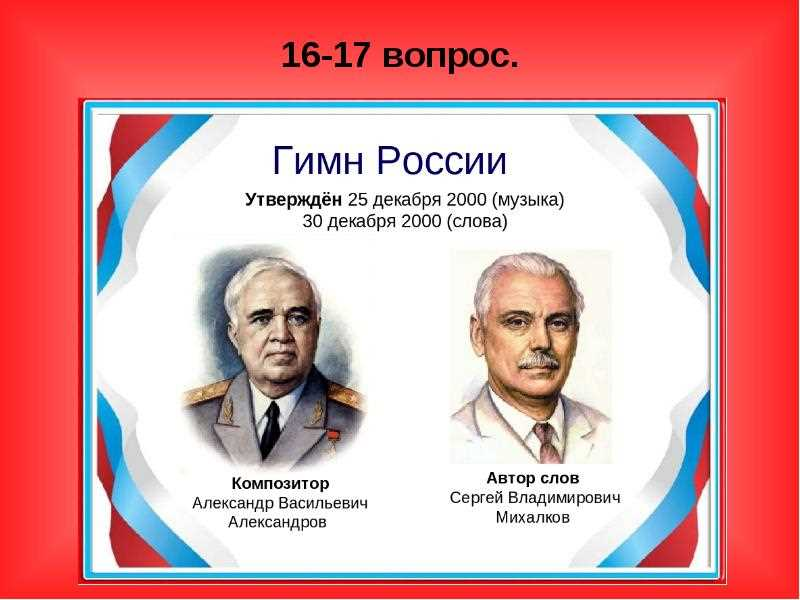 16-17 вопрос.
Гимн России
Утверждён 25 декабря 2000 (музыка)
30 декабря 2000 (слова)
Композитор
Александр Васильевич
Александров
Автор слов
Сергей Владимирович
Михалков